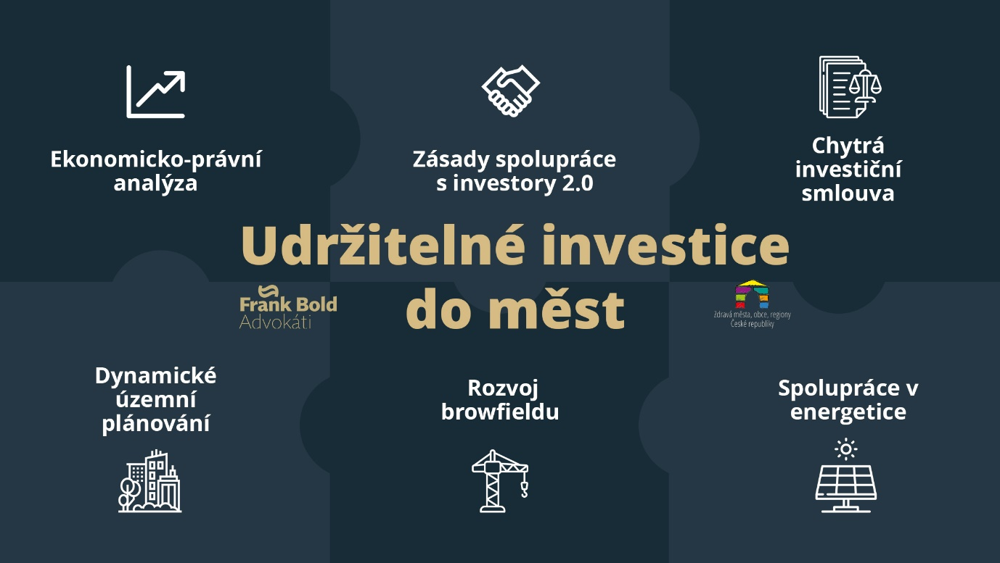 Ekonomicko-právní
analýza
Zásady spolupráce
s investory 2.0
Chytrá
investiční
smlouva
Udržitelné investice
do měst
Frank Bold
Advokáti
Zdravá města, obce, regiony
České republiky
Dynamické
územní
plánování
Rozvoj
browfieldu
Spolupráce v
energetice